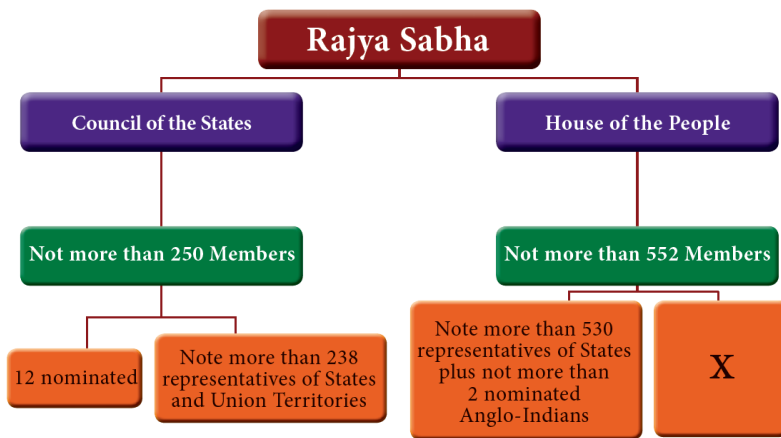 Rajya Sabha
Council of the States
House of the People
Not more than 250 Members
Not more than 552 Members
12 nominated
Note more than 238
representatives of States
and Union Territories
Note more than 530
representatives of States
plus not more than
2 nominated
Anglo-Indians
X